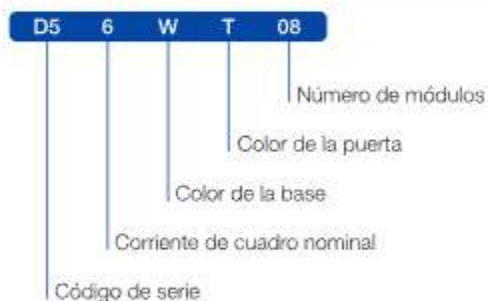 D5 6 W T 08
Número de módulos
Color de la puerta
Color de la base
Corriente de cuadro nominal
Código de serie